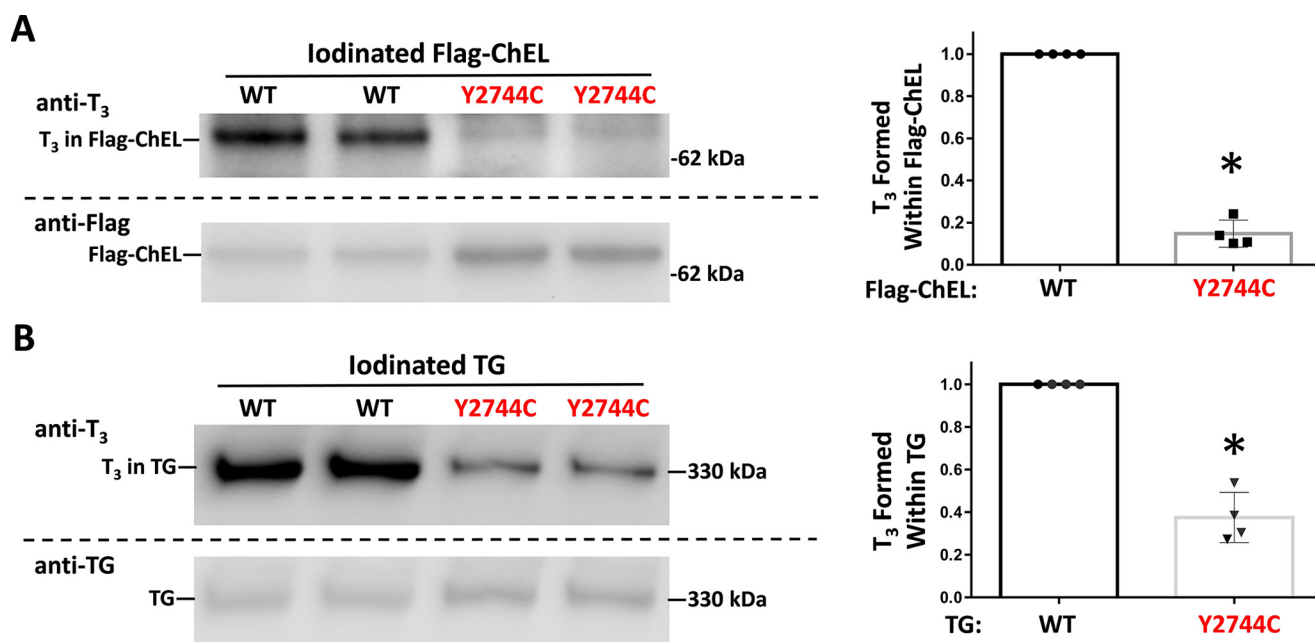 A
Iodinated Flag-ChEL
anti-T3
WT WT Y2744C Y2744C
T3 in Flag-ChEL
-62 kDa
anti-Flag
Flag-ChEL
-62 kDa
T3 Formed
Within Flag-ChEL
1.0
0.8
0.6
0.4
0.2
0.0
*
Flag-ChEL: WT Y2744C
B
Iodinated TG
WT WT Y2744C Y2744C
anti-T3
T3 in TG
330 kDa
anti-TG
TG
330 kDa
T3 Formed
Within TG
1.0
0.8
0.6
0.4
0.2
0.0
*
TG: WT Y2744C